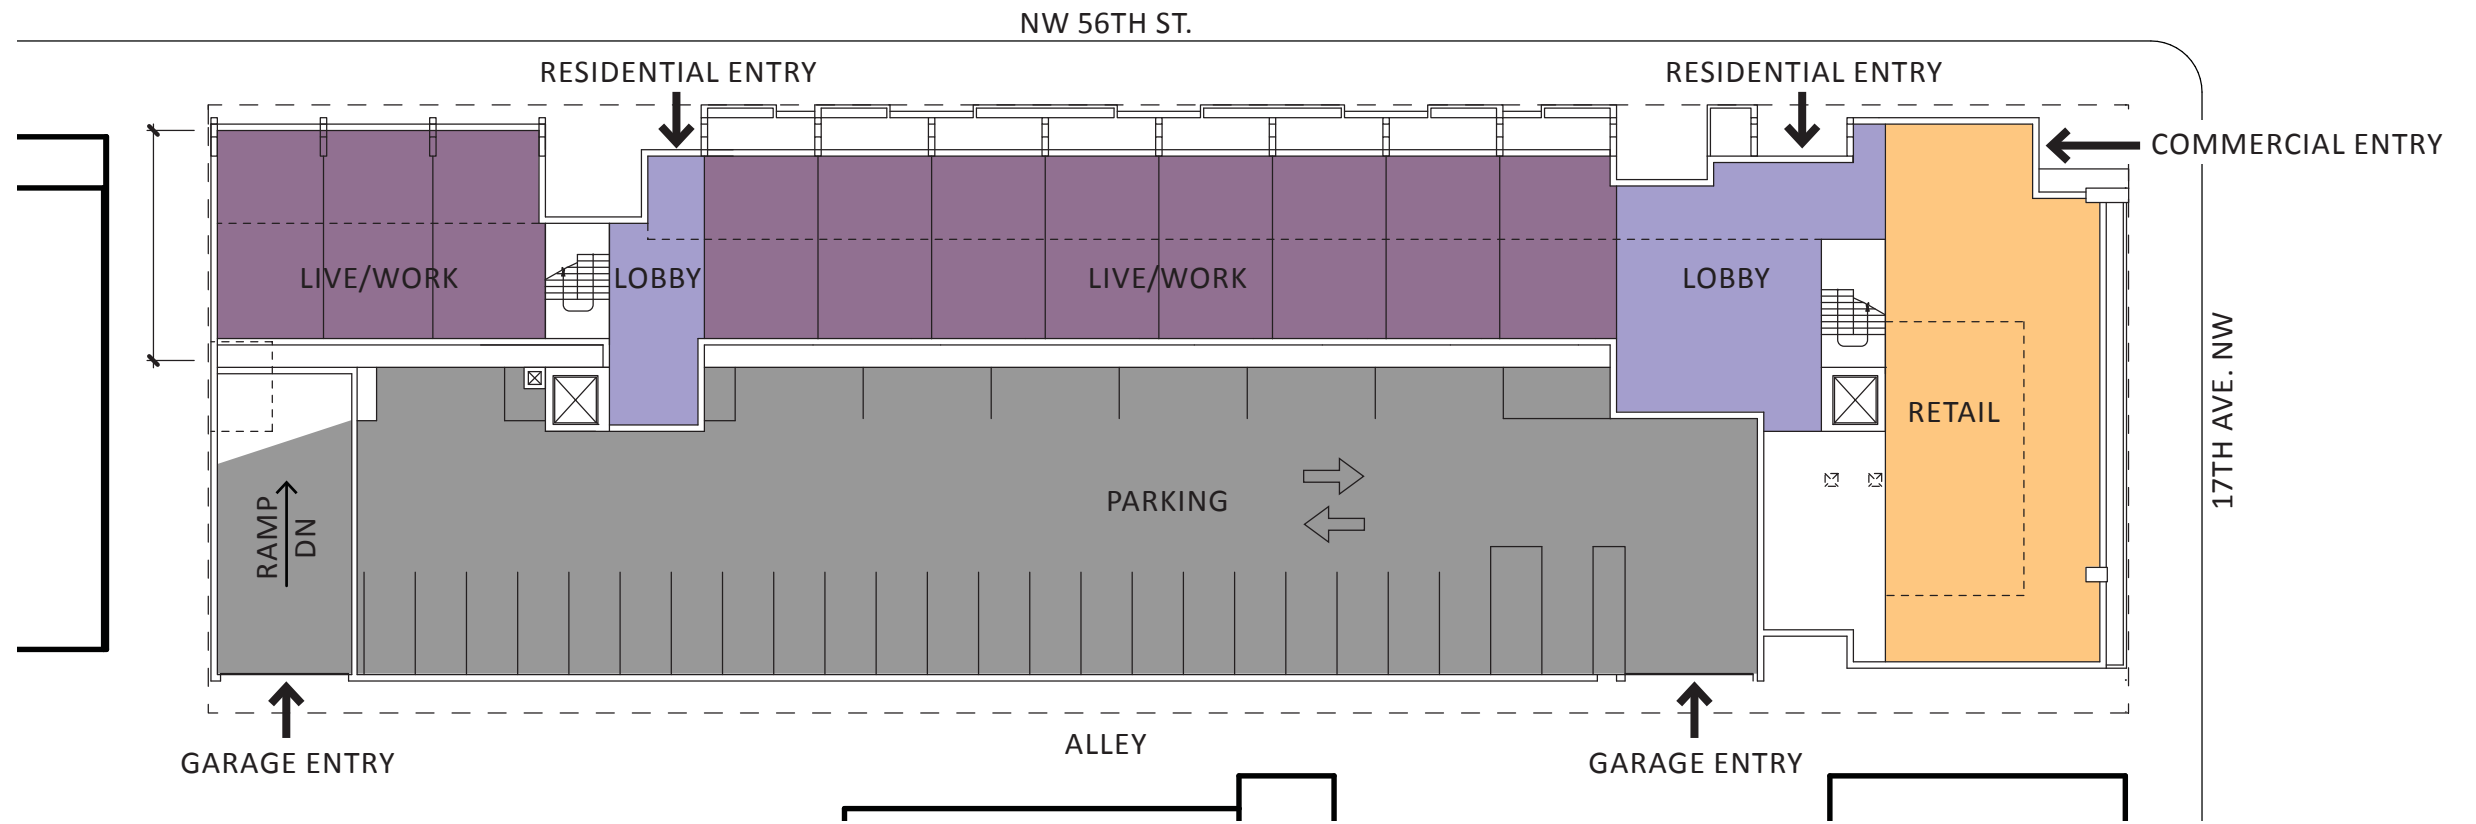 NW 56TH ST.
RESIDENTIAL ENTRY
RESIDENTIAL ENTRY
COMMERCIAL ENTRY
LIVE/WORK
LOBBY
LIVE/WORK
LOBBY
17TH AVE. NW
RETAIL
PARKING
RAMP
DN
ALLEY
GARAGE ENTRY
GARAGE ENTRY